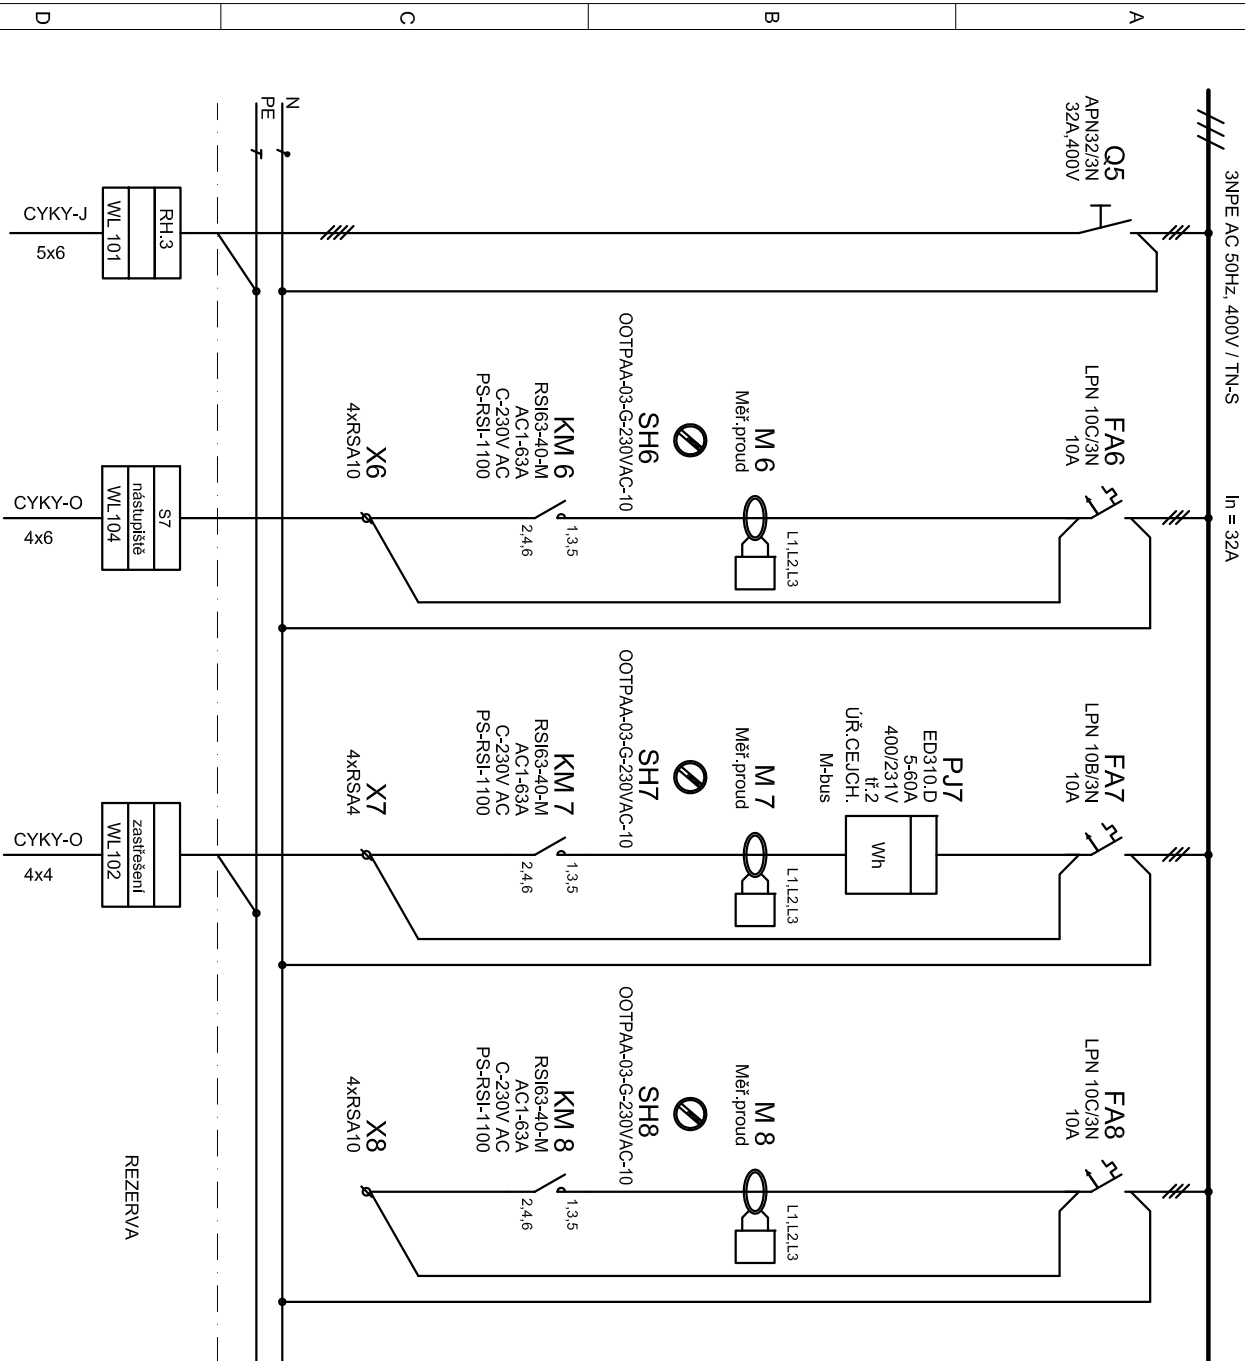 A
B
C
D
3NPE AC 50Hz, 400V / TN-S
In = 32A
Q5
APN32/3N
32A,400V
FA6
LPN 10C/3N
10A
FA7
LPN 10B/3N
10A
FA8
LPN 10C/3N
10A
PJ7
ED310.D
5-60A
400/231V
tř.2
ÚŘ.CEJCH.
M-bus
Wh
M 6
Měř.proud
L1,L2,L3
M 7
Měř.proud
L1,L2,L3
M 8
Měř.proud
L1,L2,L3
SH6
OOTPAA-03-G-230VAC-10
SH7
OOTPAA-03-G-230VAC-10
SH8
OOTPAA-03-G-230VAC-10
KM 6
RSI63-40-M
AC1-63A
C-230V AC
PS-RSI-1100
1,3,5
2,4,6
KM 7
RSI63-40-M
AC1-63A
C-230V AC
PS-RSI-1100
1,3,5
2,4,6
KM 8
RSI63-40-M
AC1-63A
C-230V AC
PS-RSI-1100
1,3,5
2,4,6
X6
4xRSA10
X7
4xRSA4
X8
4xRSA10
N
PE
RH.3
WL 101
S7
nástupiště
WL104
zastřešení
WL102
REZERVA
CYKY-J
5x6
CYKY-O
4x6
CYKY-O
4x4